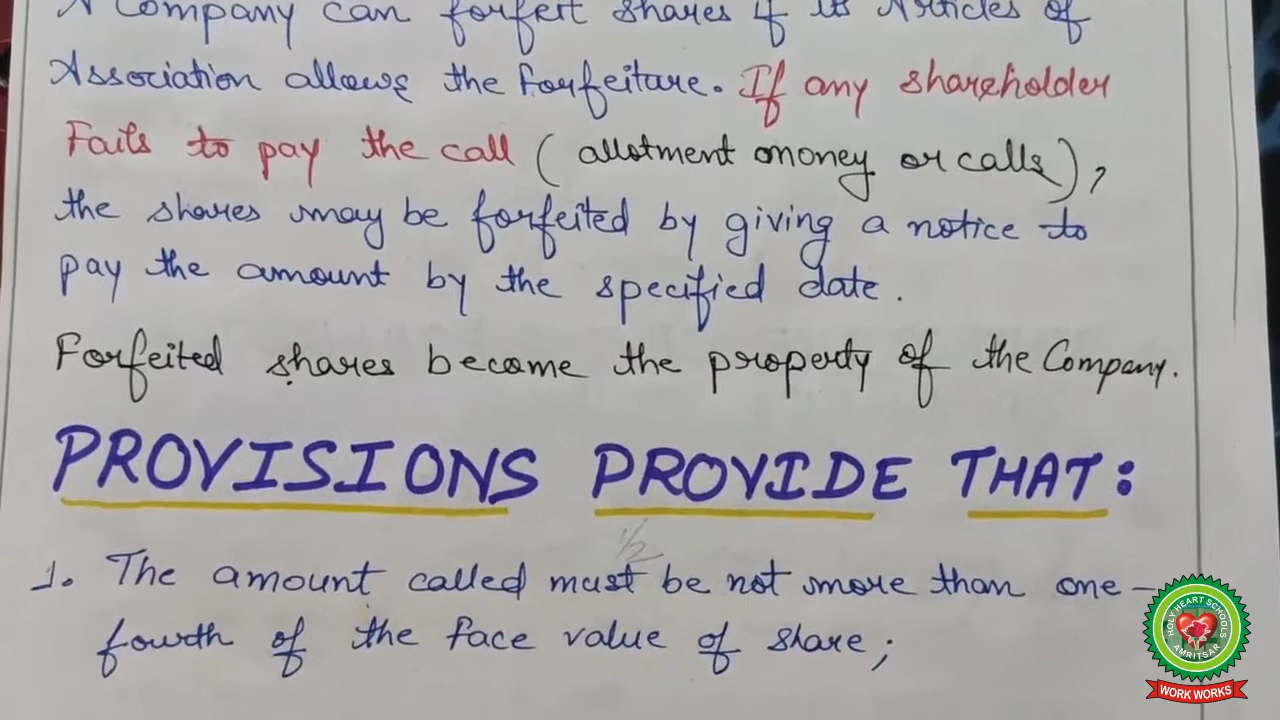 A Company can forfeit shares if its Articles of
Association allows the forfeiture. If any shareholder
Fails to pay the call (allotment money or calls),
the shares may be forfeited by giving a notice to
pay the amount by the specified date.
Forfeited shares become the property of the Company.
PROVISIONS PROVIDE THAT:
1/2
1. The amount called must be not more than one-
fourth of the face value of share;
HOLY HEART SCHOOLS
AMRITSAR
WORK WORKS